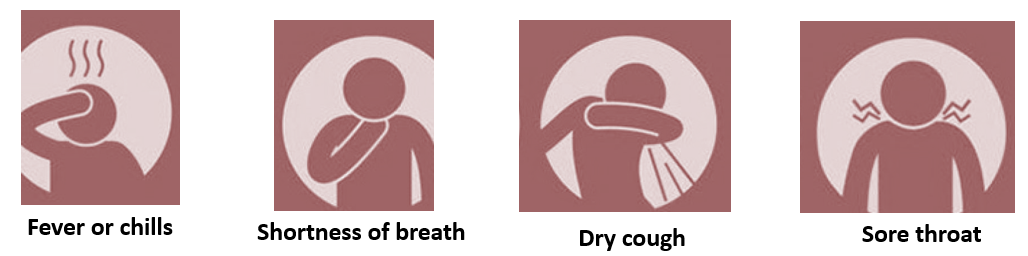 Fever or chills
Shortness of breath
Dry cough
Sore throat